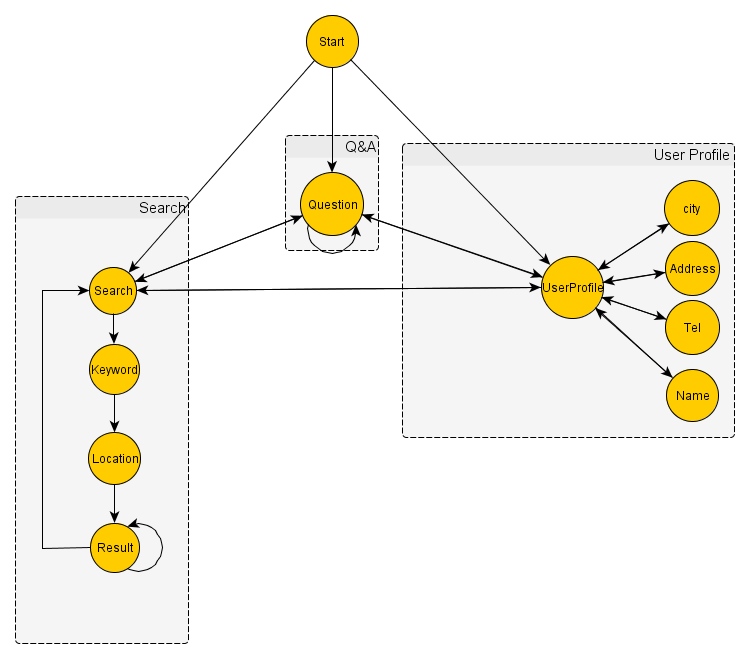 Start
Q&A
Question
User Profile
city
Address
UserProfile
Tel
Name
Search
Search
Keyword
Location
Result